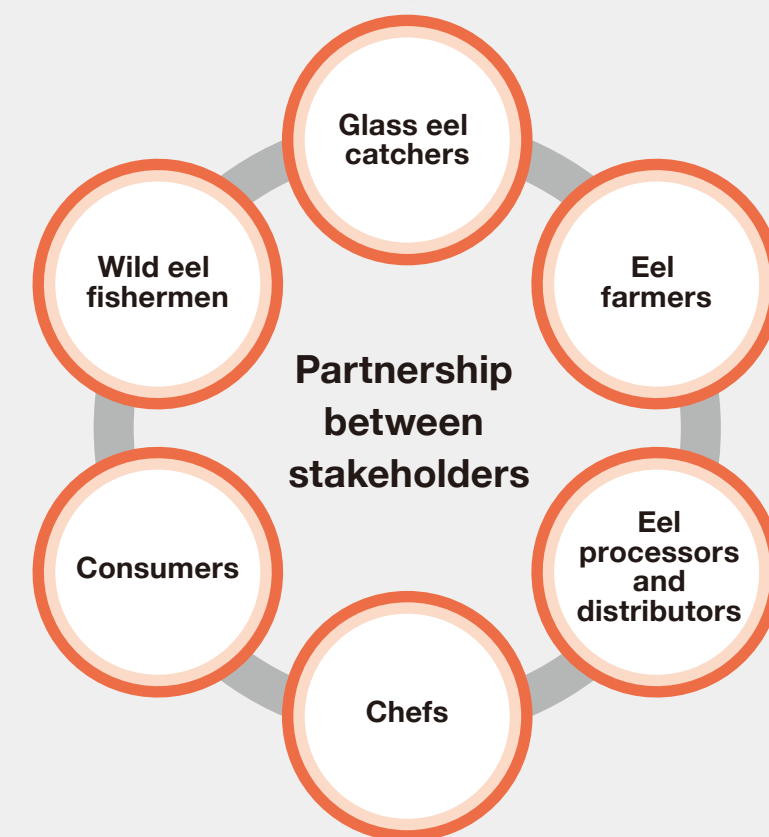 Glass eel
catchers
Wild eel
fishermen
Eel
farmers
Partnership
between
stakeholders
Consumers
Eel
processors
and
distributors
Chefs